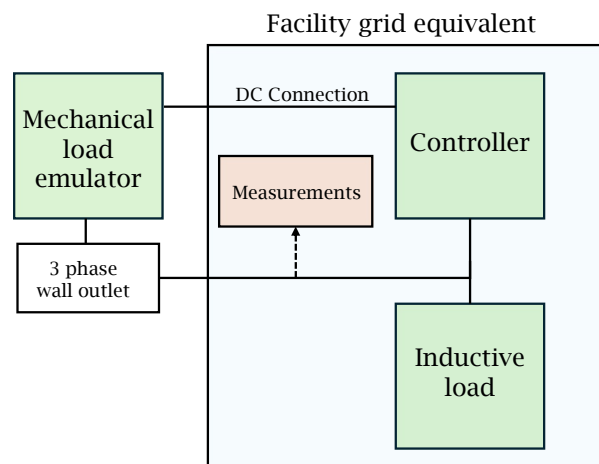 Facility grid equivalent
DC Connection
Mechanical
load
emulator
Controller
Measurements
3 phase
wall outlet
Inductive
load